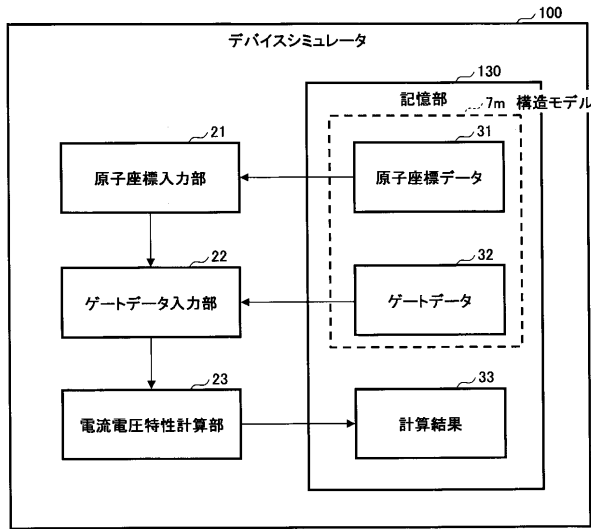 100
デバイスシミュレータ
130
記憶部
7m 構造モデル
21
原子座標入力部
31
原子座標データ
22
ゲートデータ入力部
32
ゲートデータ
23
電流電圧特性計算部
33
計算結果